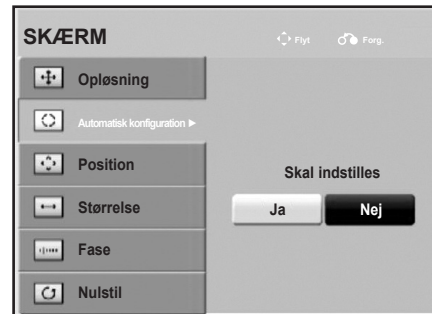 SKÆRM
Flyt
Forg.
Opløsning
Automatisk konfiguration ►
Position
Størrelse
Fase
Nulstil
Skal indstilles
Ja
Nej